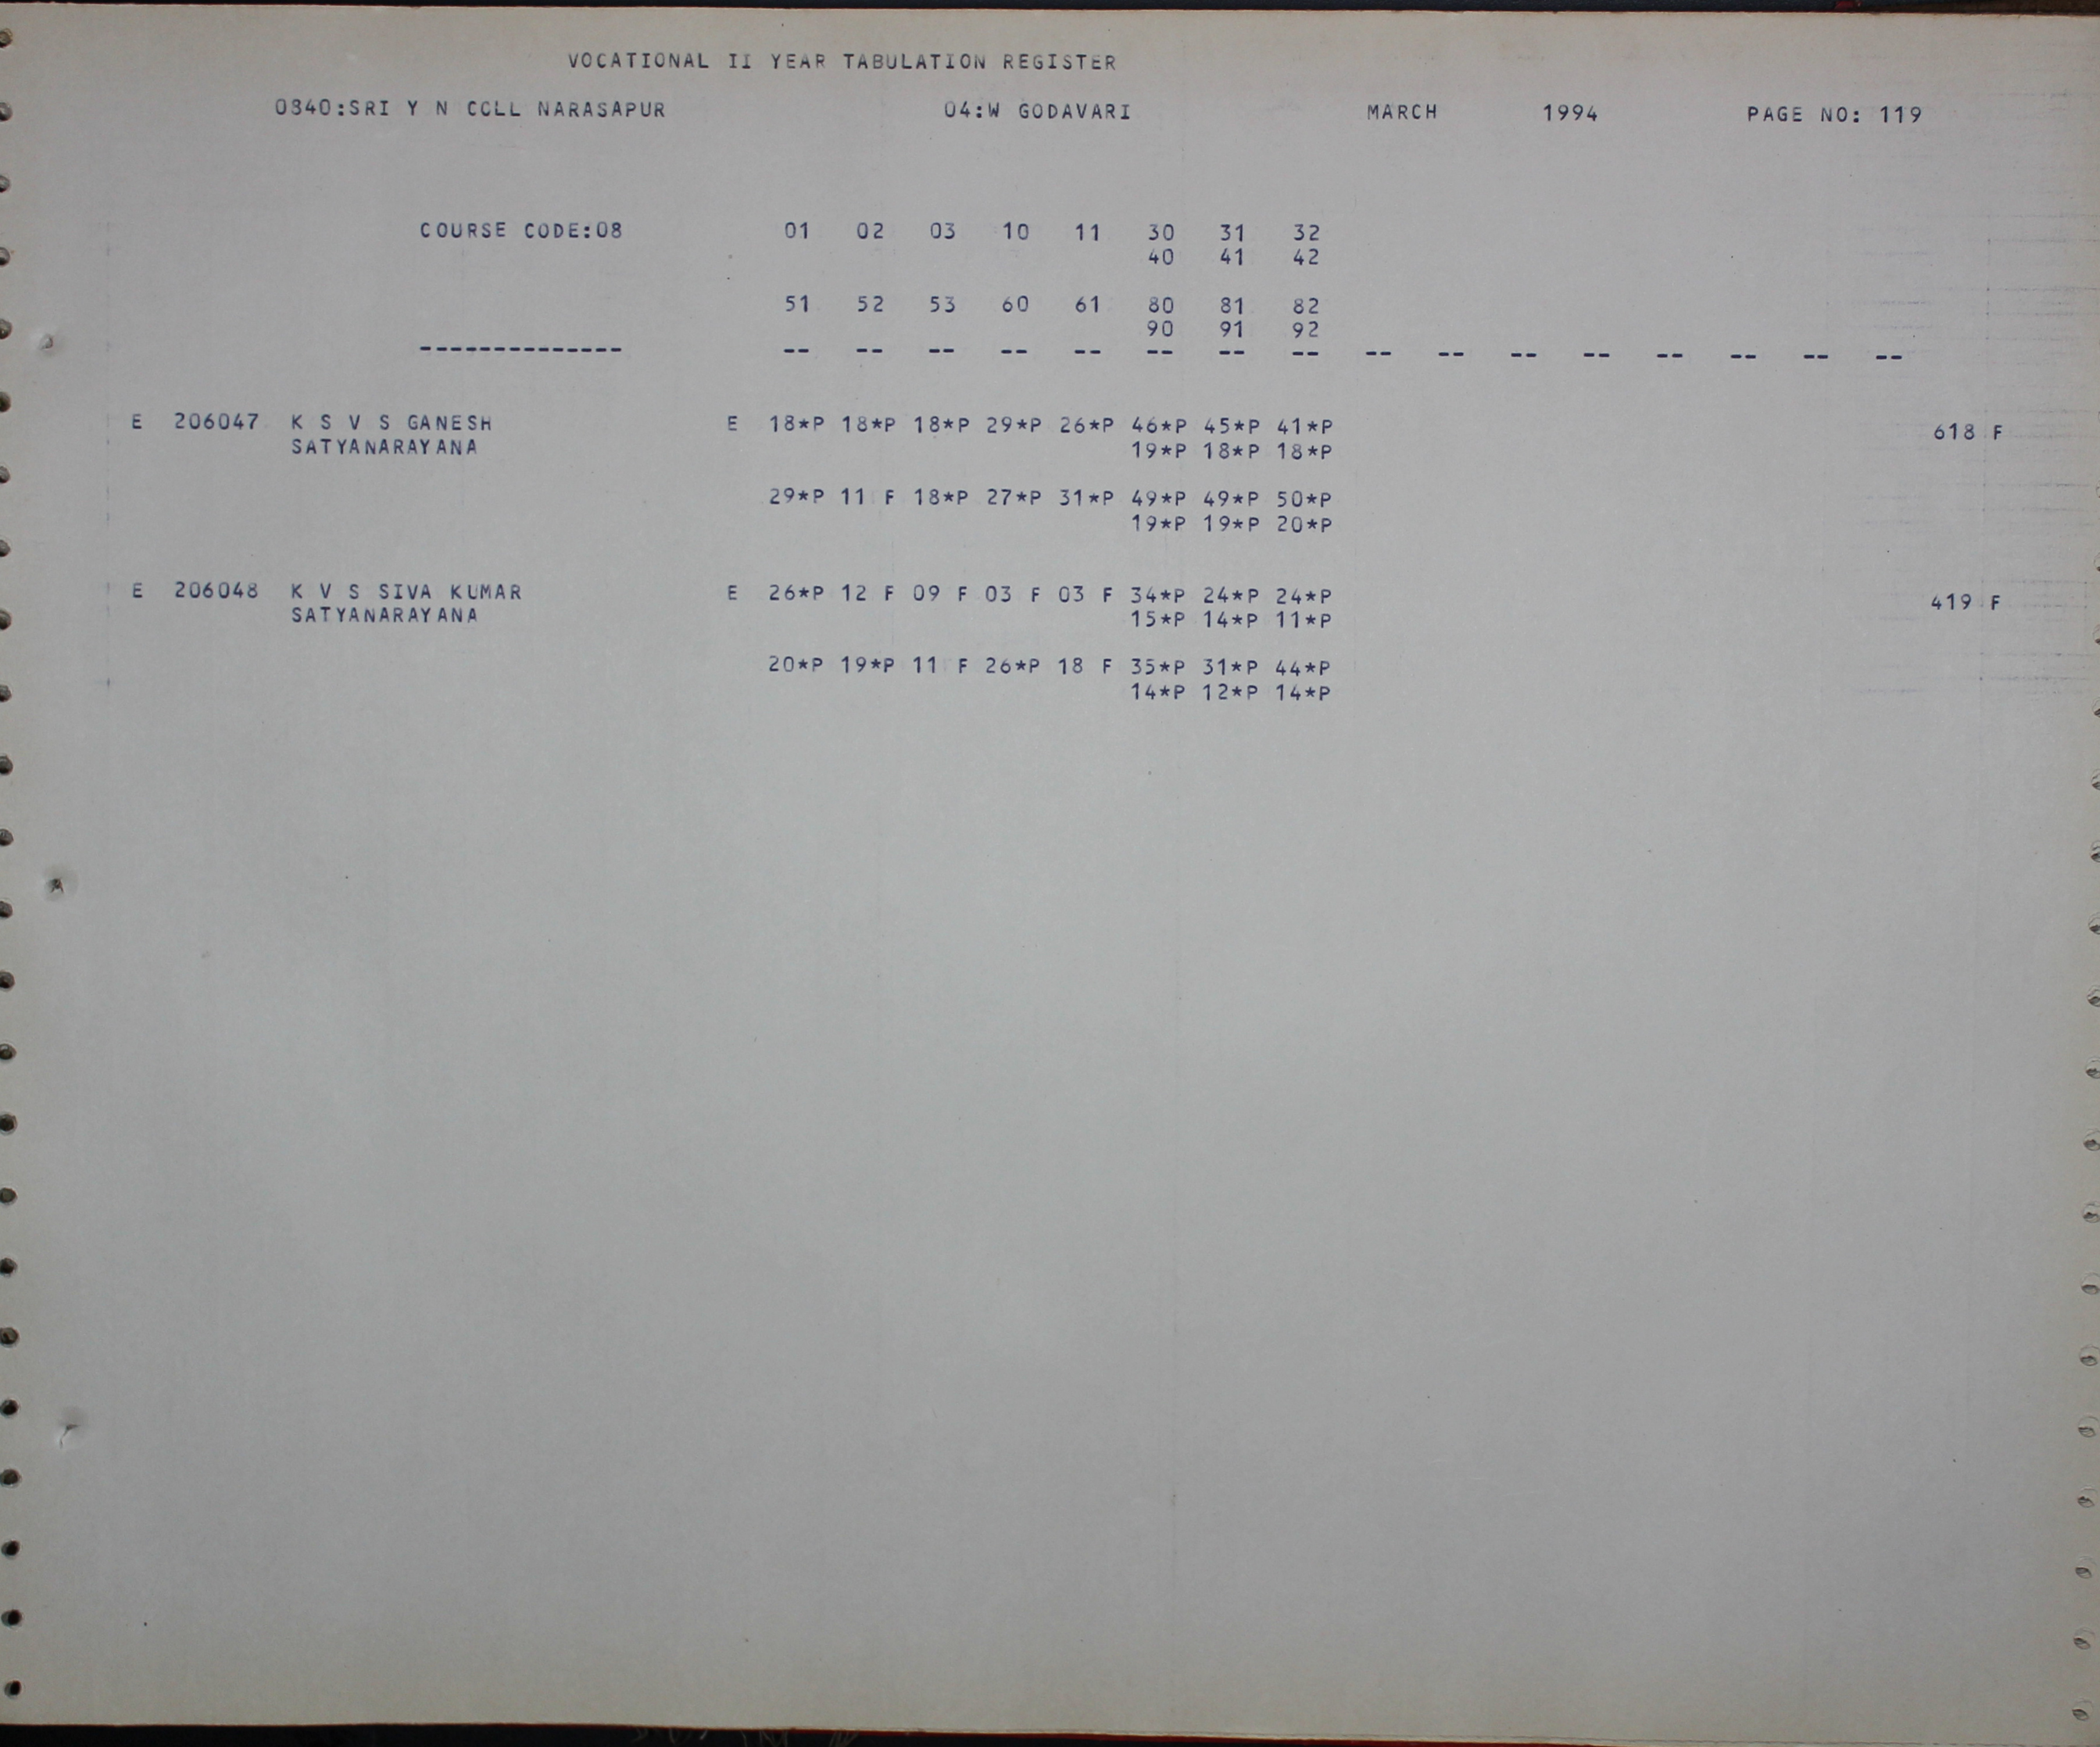 VOCATIONAL II YEAR TABULATION REGISTER
0840:SRI Y N COLL NARASAPUR 04:W GODAVARI MARCH 1994 PAGE NO: 119
COURSE CODE:08 01 02 03 10 11 30 31 32
40 41 42
51 52 53 60 61 80 81 82
90 91 92
-------------- -- -- -- -- -- -- -- -- -- -- -- -- -- -- -- --
E 206047 K S V S GANESH E 18*P 18*P 18*P 29*P 26*P 46*P 45*P 41*P 618 F
SATYANARAYANA 19*P 18*P 18*P
29*P 11 F 18*P 27*P 31*P 49*P 49*P 50*P
19*P 19*P 20*P
E 206048 K V S SIVA KUMAR E 26*P 12 F 09 F 03 F 03 F 34*P 24*P 24*P 419 F
SATYANARAYANA 15*P 14*P 11*P
20*P 19*P 11 F 26*P 18 F 35*P 31*P 44*P
14*P 12*P 14*P